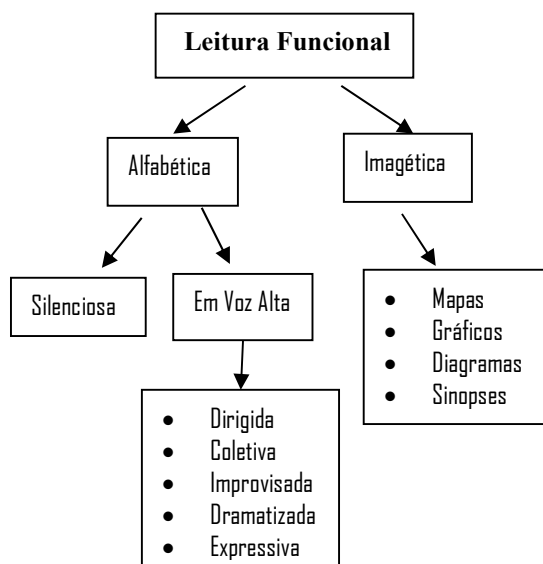 Leitura Funcional
Alfabética
Imagética
Silenciosa
Em Voz Alta
• Mapas
• Gráficos
• Diagramas
• Sinopses
• Dirigida
• Coletiva
• Improvisada
• Dramatizada
• Expressiva